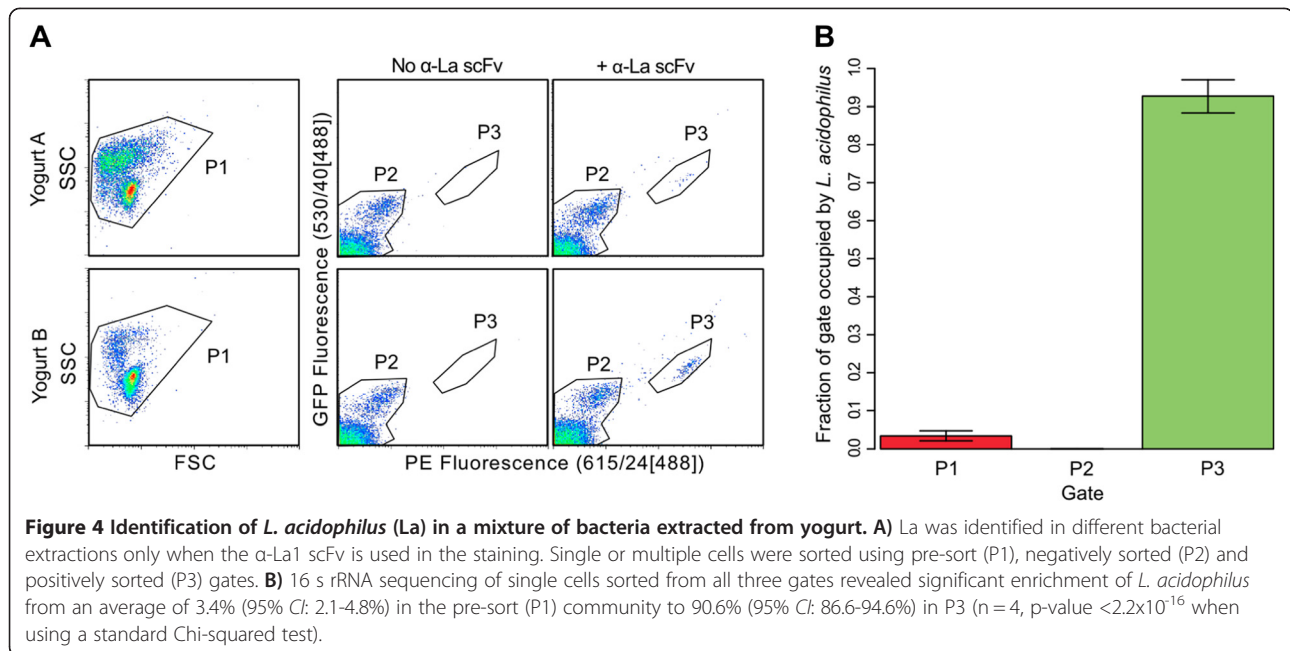 A
B
No α-La scFv
+ α-La scFv
Yogurt A
SSC
P1
P2
P3
P2
P3
Yogurt B
SSC
P1
P2
P3
P2
P3
GFP Fluorescence (530/40[488])
FSC
PE Fluorescence (615/24[488])
Fraction of gate occupied by L. acidophilus
1.0
0.9
0.8
0.7
0.6
0.5
0.4
0.3
0.2
0.1
0.0
P1
P2
P3
Gate
Figure 4 Identification of L. acidophilus (La) in a mixture of bacteria extracted from yogurt. A) La was identified in different bacterial
extractions only when the α-La1 scFv is used in the staining. Single or multiple cells were sorted using pre-sort (P1), negatively sorted (P2) and
positively sorted (P3) gates. B) 16 s rRNA sequencing of single cells sorted from all three gates revealed significant enrichment of L. acidophilus
from an average of 3.4% (95% CI: 2.1-4.8%) in the pre-sort (P1) community to 90.6% (95% CI: 86.6-94.6%) in P3 (n = 4, p-value <2.2x10⁻¹⁶ when
using a standard Chi-squared test).